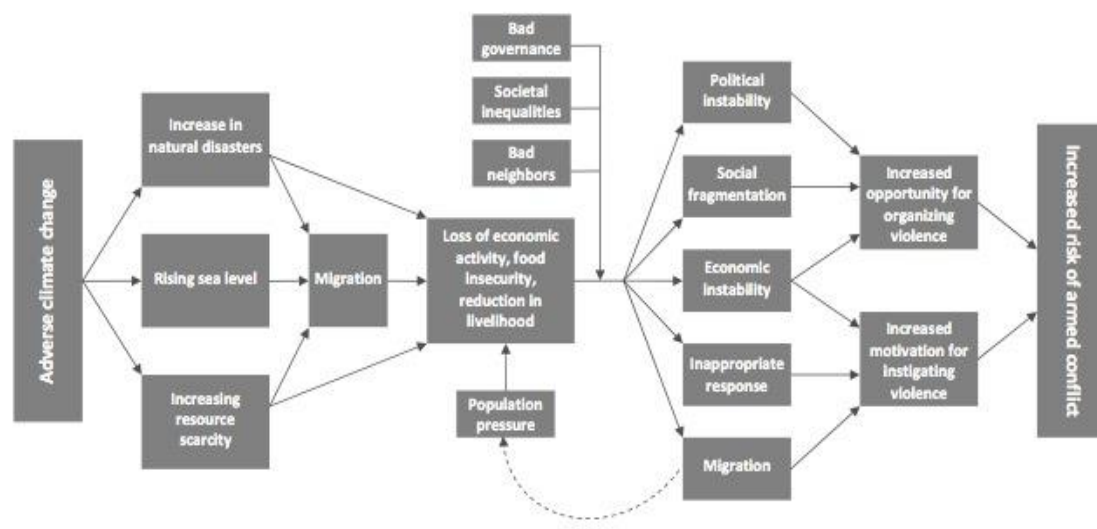 Adverse climate change
Increase in
natural disasters
Rising sea level
Increasing
resource
scarcity
Migration
Bad
governance
Societal
inequalities
Bad
neighbors
Loss of economic
activity, food
insecurity,
reduction in
livelihood
Population
pressure
Political
instability
Social
fragmentation
Economic
instability
Inappropriate
response
Migration
Increased
opportunity for
organizing
violence
Increased
motivation for
instigating
violence
Increased risk of armed conflict